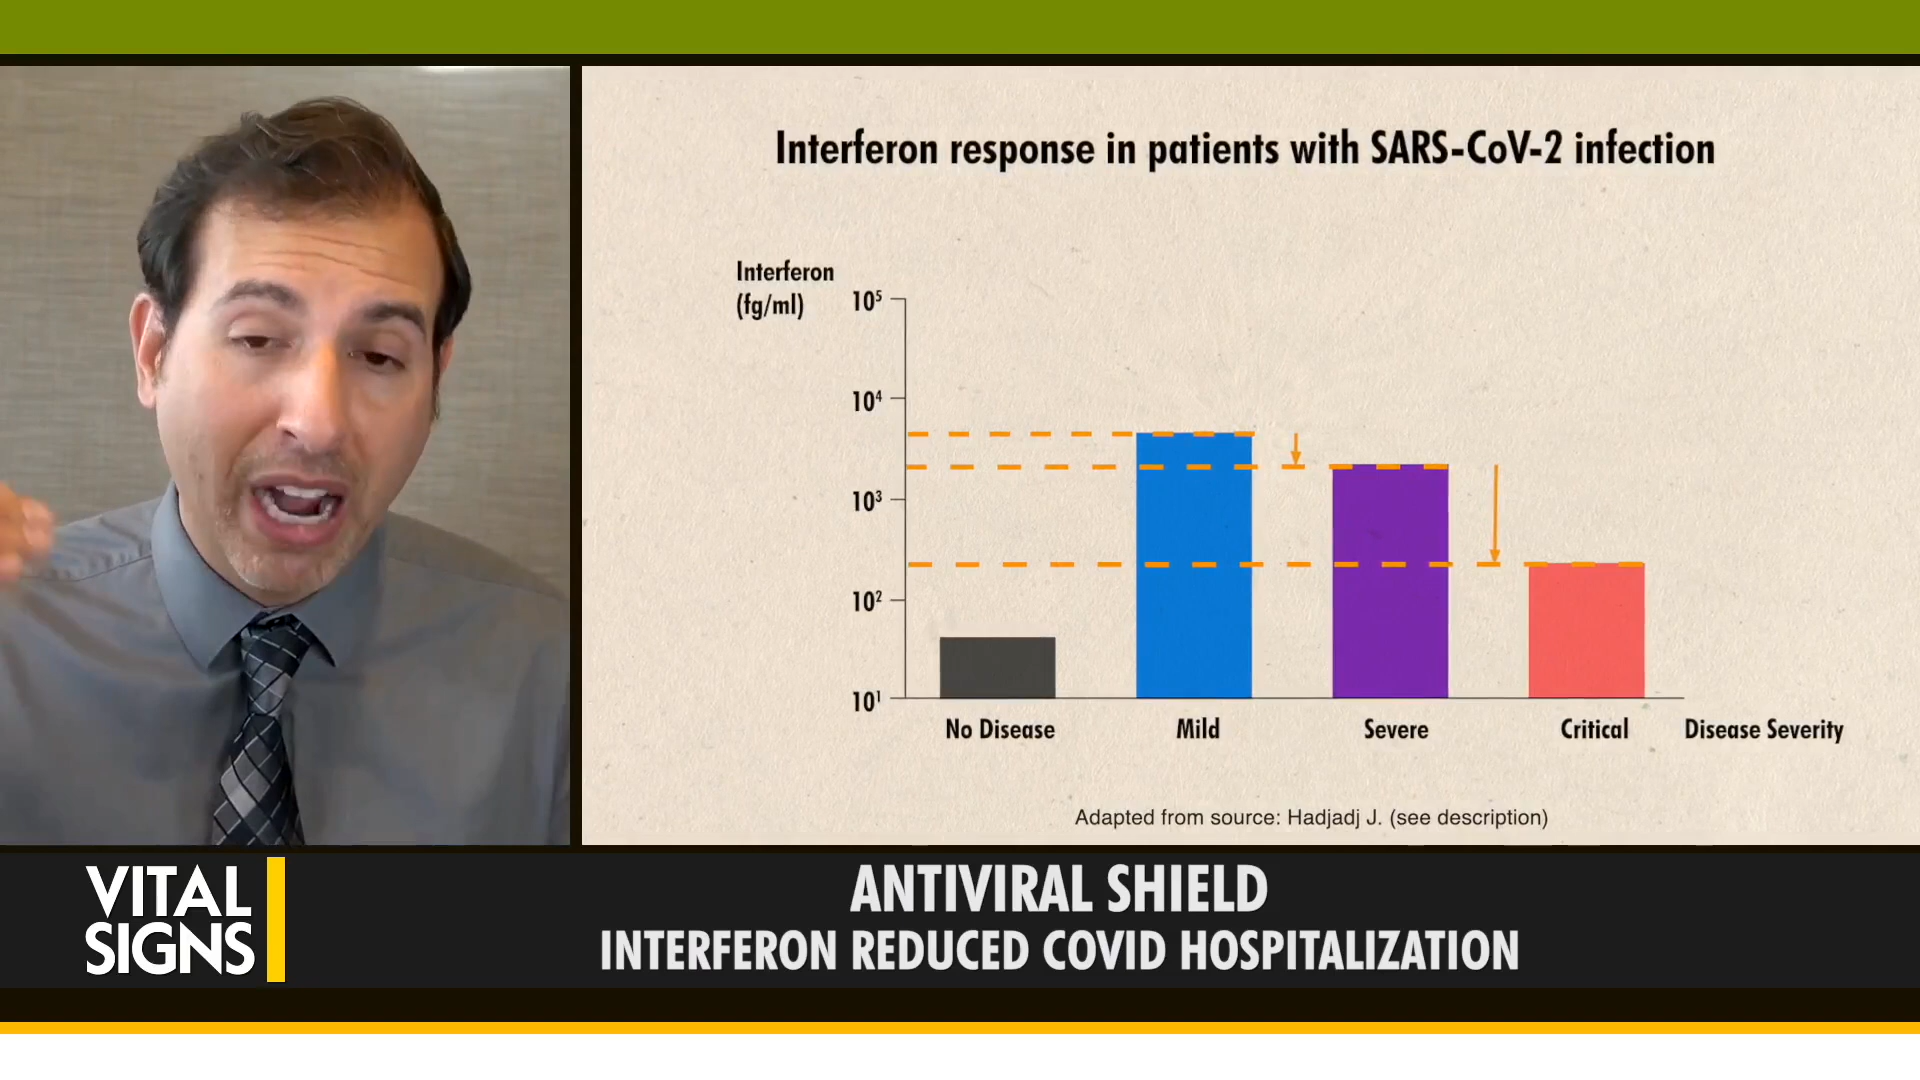 Interferon response in patients with SARS-CoV-2 infection
Interferon
(fg/ml)
10⁵
10⁴
10³
10²
10¹
No Disease Mild Severe Critical Disease Severity
Adapted from source: Hadjadj J. (see description)
VITAL
SIGNS
ANTIVIRAL SHIELD
INTERFERON REDUCED COVID HOSPITALIZATION